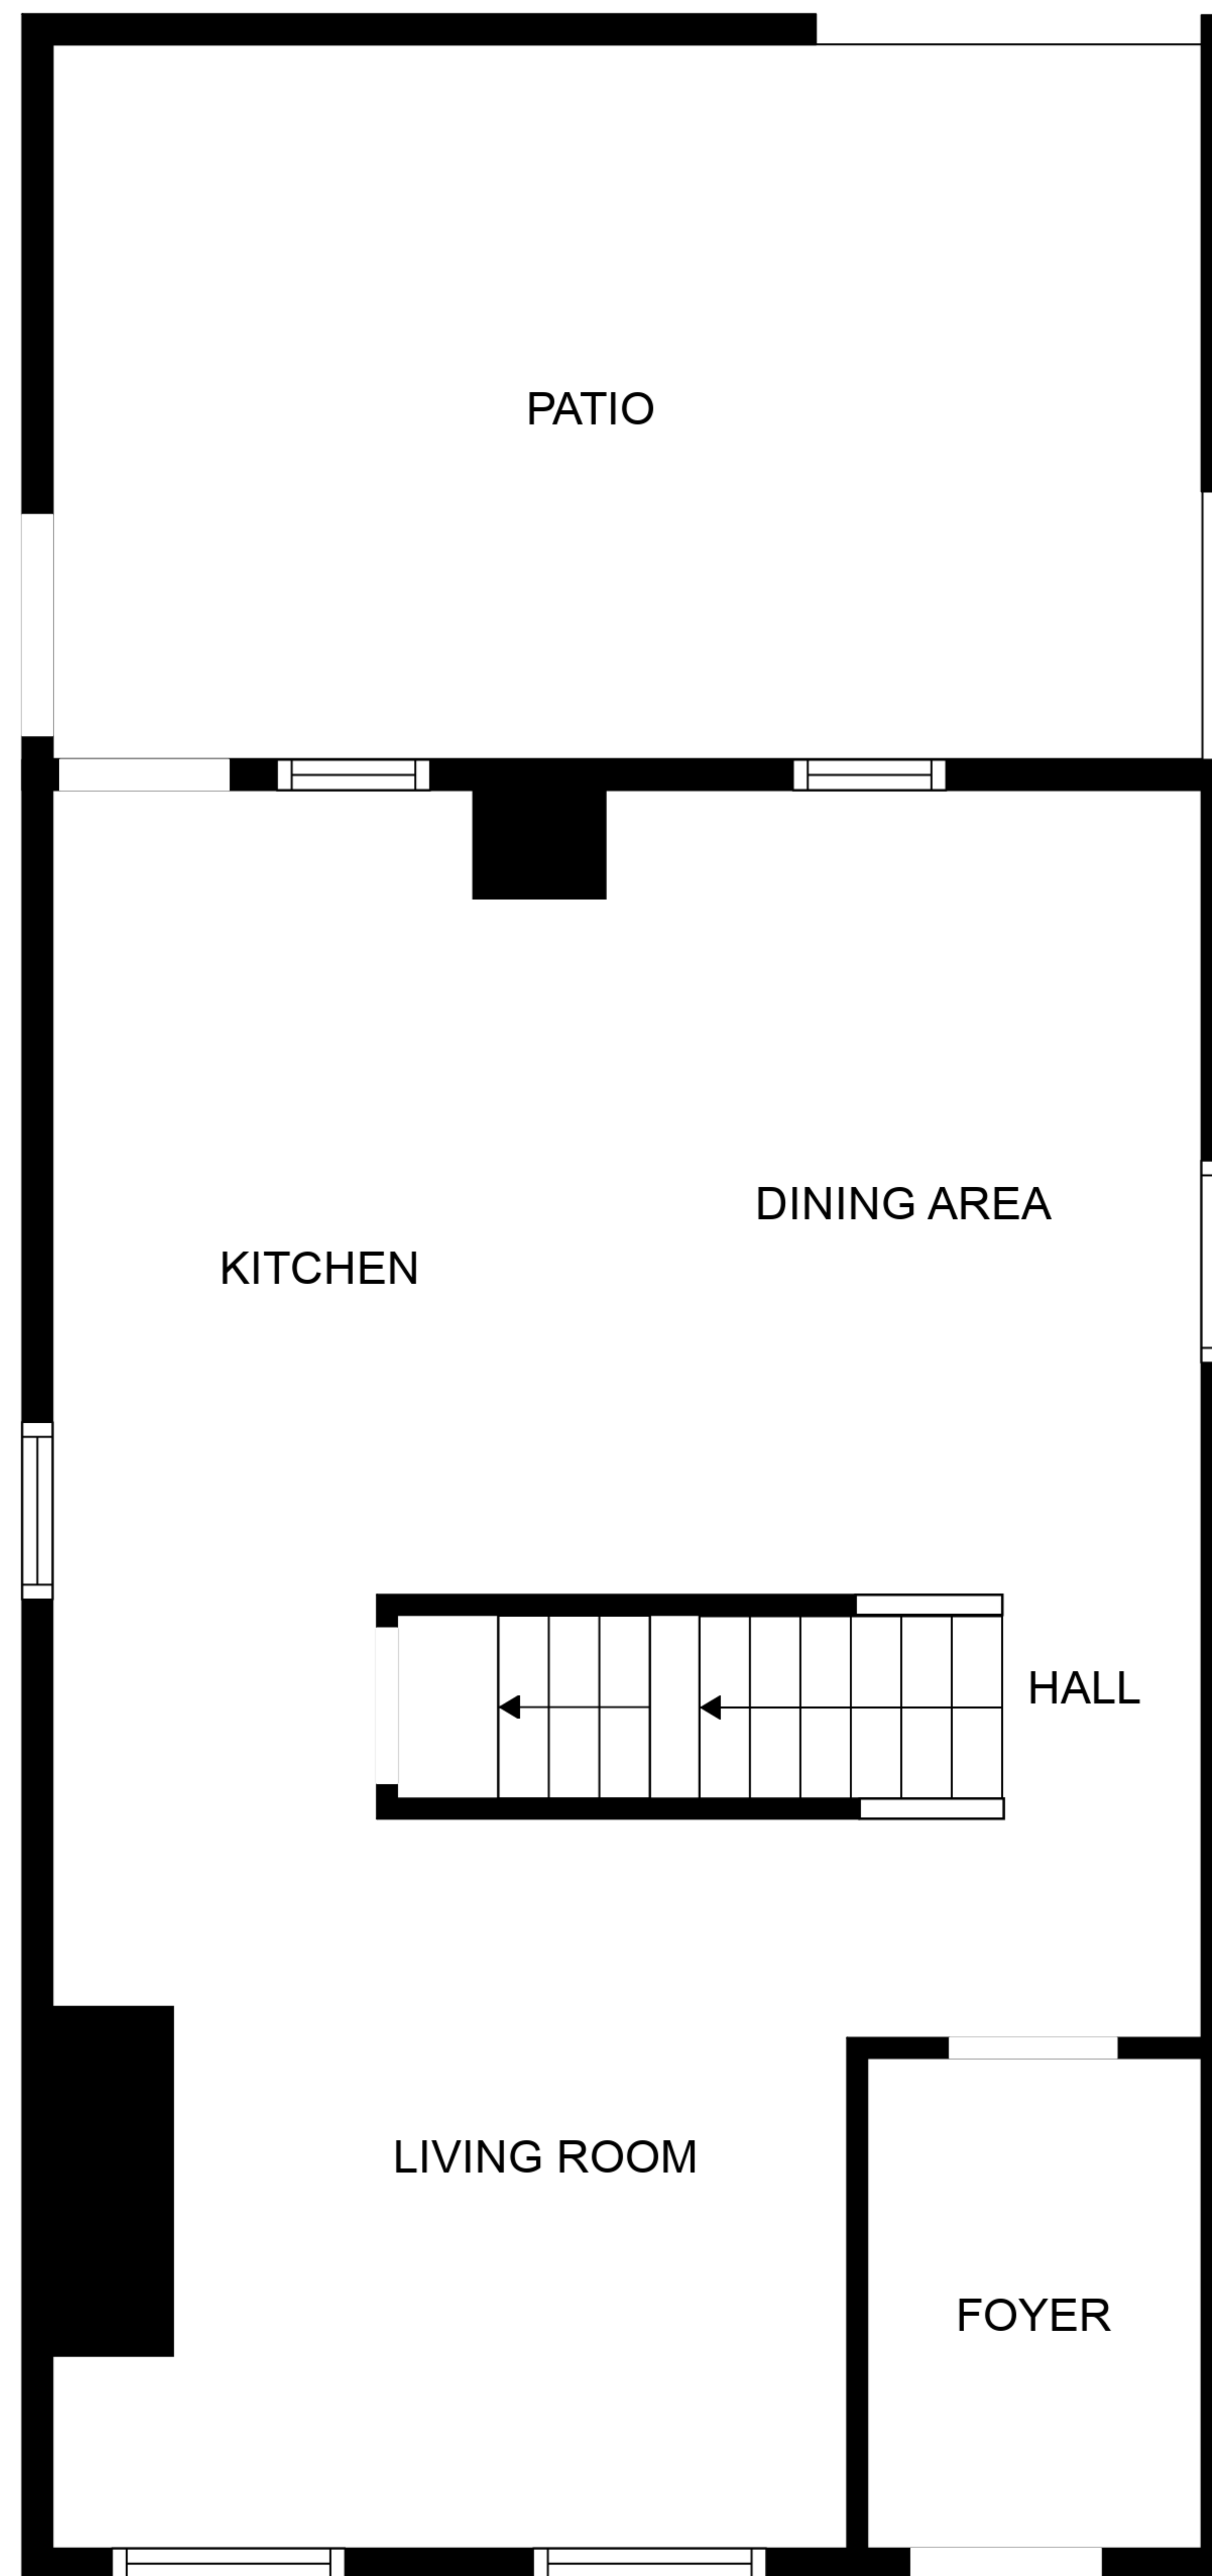 PATIO
DINING AREA
KITCHEN
HALL
LIVING ROOM
FOYER